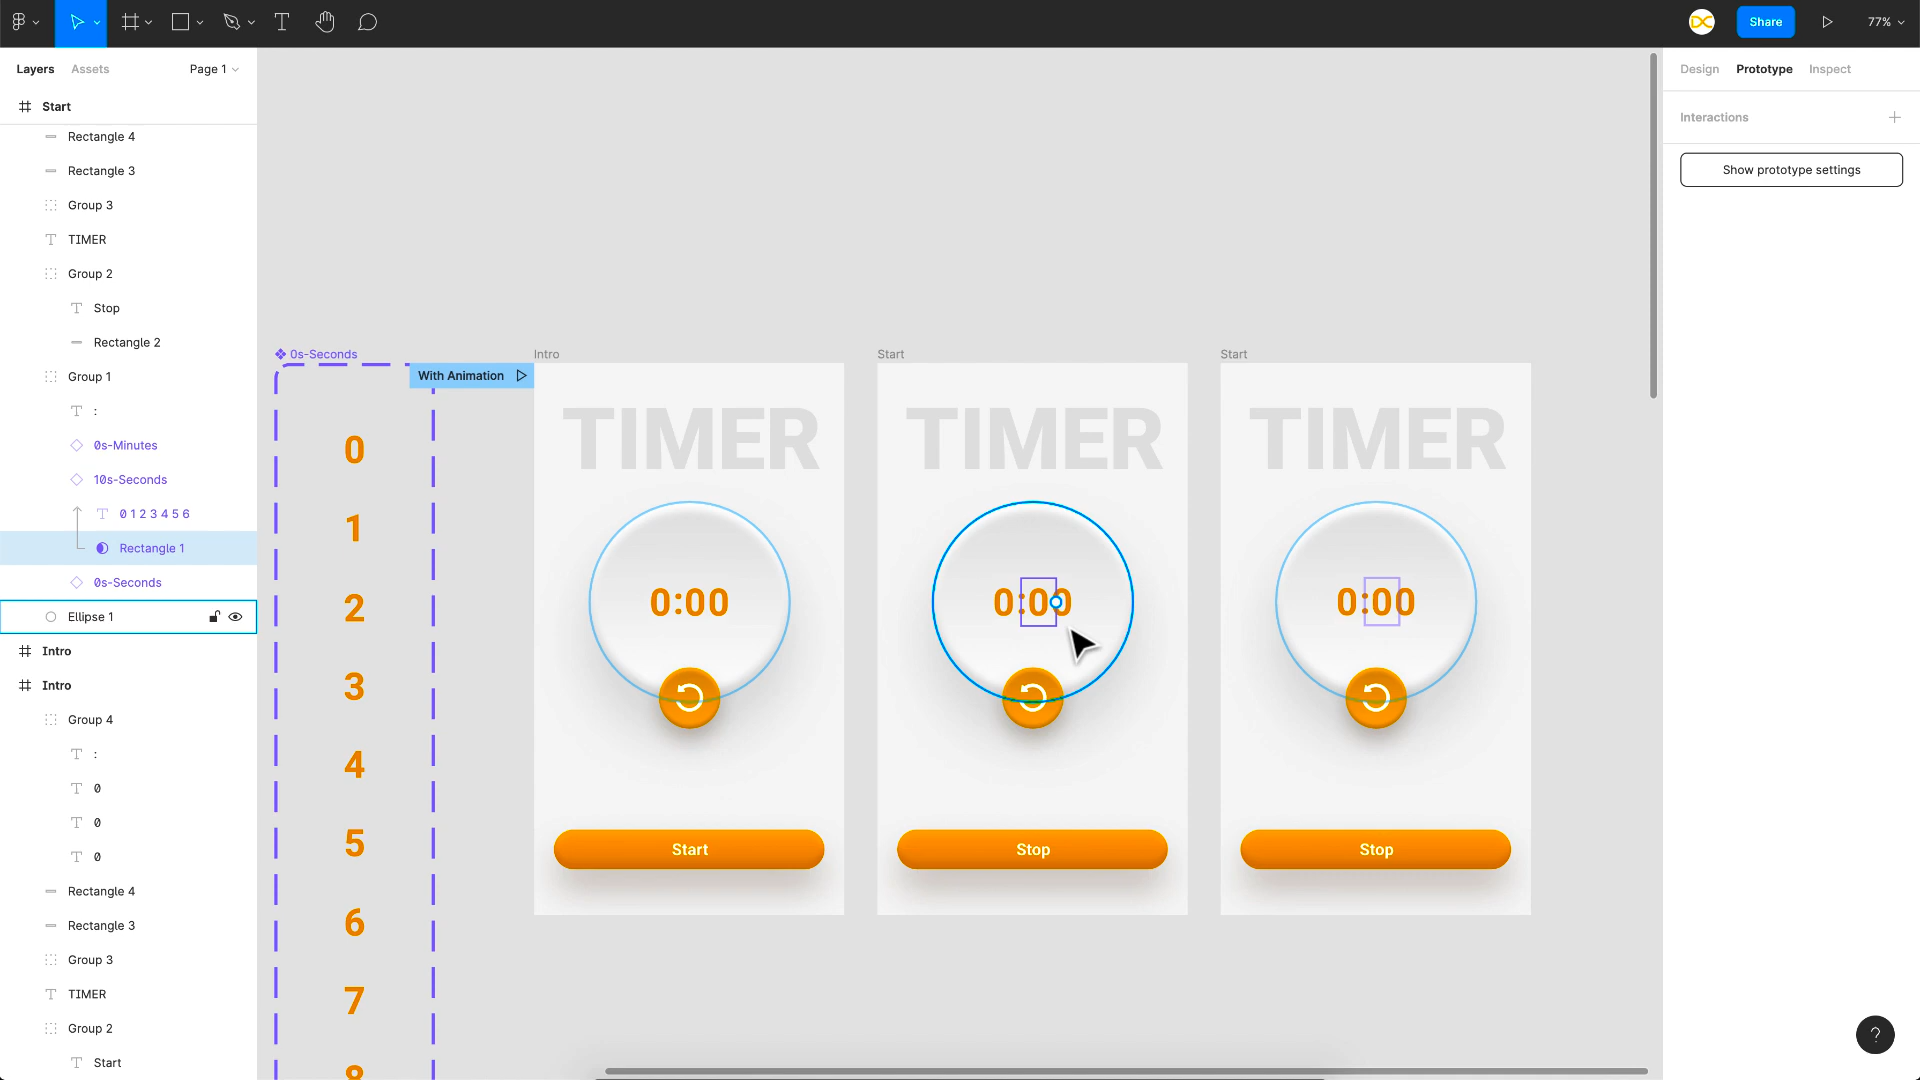 Share
77%
Layers
Assets
Page 1
Start
Rectangle 4
Rectangle 3
Group 3
TIMER
Group 2
Stop
Rectangle 2
Group 1
:
0s-Minutes
10s-Seconds
0 1 2 3 4 5 6
Rectangle 1
0s-Seconds
Ellipse 1
Intro
Intro
Group 4
:
0
0
0
Rectangle 4
Rectangle 3
Group 3
TIMER
Group 2
Start
0s-Seconds
0
1
2
3
4
5
6
7
8
With Animation
Intro
TIMER
0:00
Start
Start
TIMER
0:00
Stop
Start
TIMER
0:00
Stop
Design
Prototype
Inspect
Interactions
Show prototype settings
?